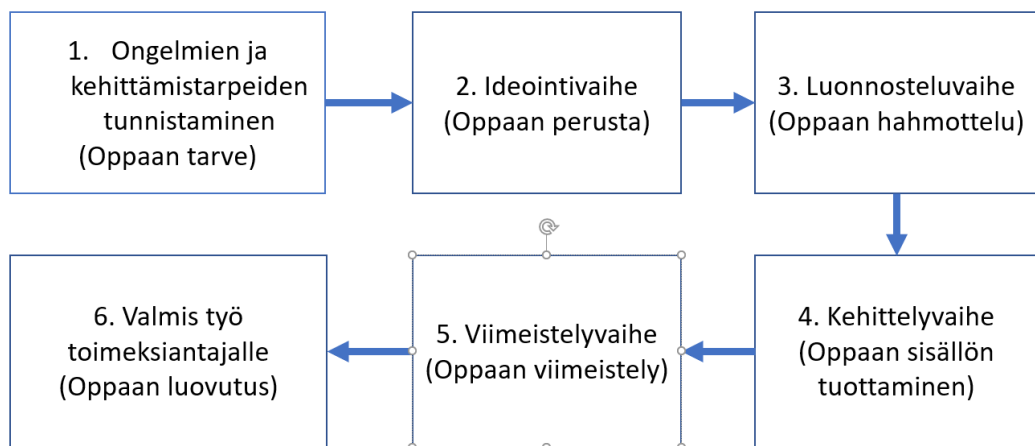 1. Ongelmien ja
kehittämistarpeiden
tunnistaminen
(Oppaan tarve)
2. Ideointivaihe
(Oppaan perusta)
3. Luonnosteluvaihe
(Oppaan hahmottelu)
4. Kehittelyvaihe
(Oppaan sisällön
tuottaminen)
5. Viimeistelyvaihe
(Oppaan viimeistely)
6. Valmis työ
toimeksiantajalle
(Oppaan luovutus)